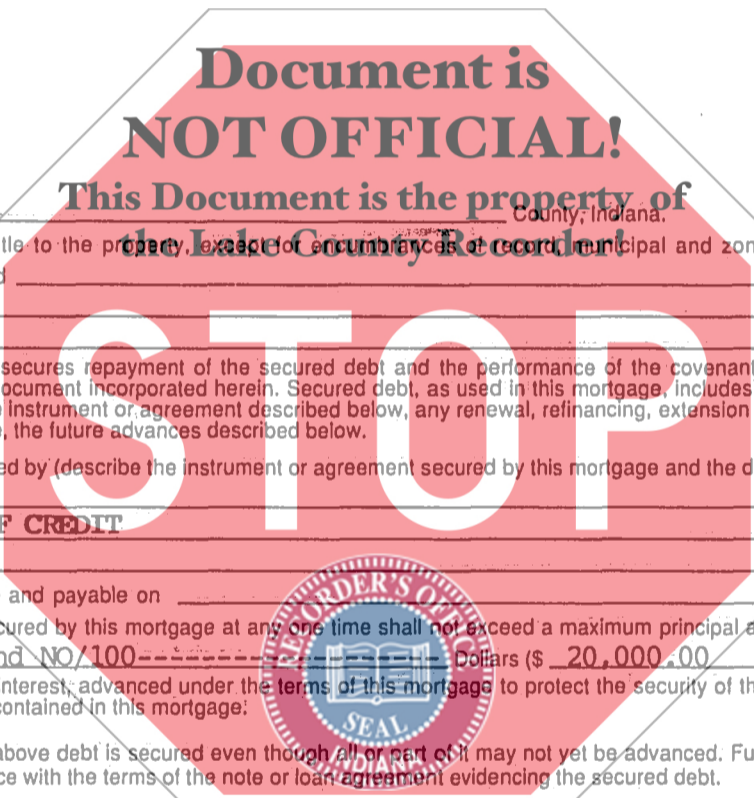 Document is
NOT OFFICIAL!
This Document is the property of
the Lake County Recorder!
County, Indiana.
tle to the property, except for encumbrances of record, municipal and zon
STOP
secures repayment of the secured debt and the performance of the covenant
ocument incorporated herein. Secured debt, as used in this mortgage, includes
instrument or agreement described below, any renewal, refinancing, extension
, the future advances described below.
ed by (describe the instrument or agreement secured by this mortgage and the d
F CREDIT
and payable on
cured by this mortgage at any one time shall not exceed a maximum principal a
nd NO/100-------------------- Dollars ($ 20,000.00
nterest, advanced under the terms of this mortgage to protect the security of th
contained in this mortgage.
above debt is secured even though all or part of it may not yet be advanced. Fu
ce with the terms of the note or loan agreement evidencing the secured debt.
RECORDER'S OFFICE
SEAL
INDIANA